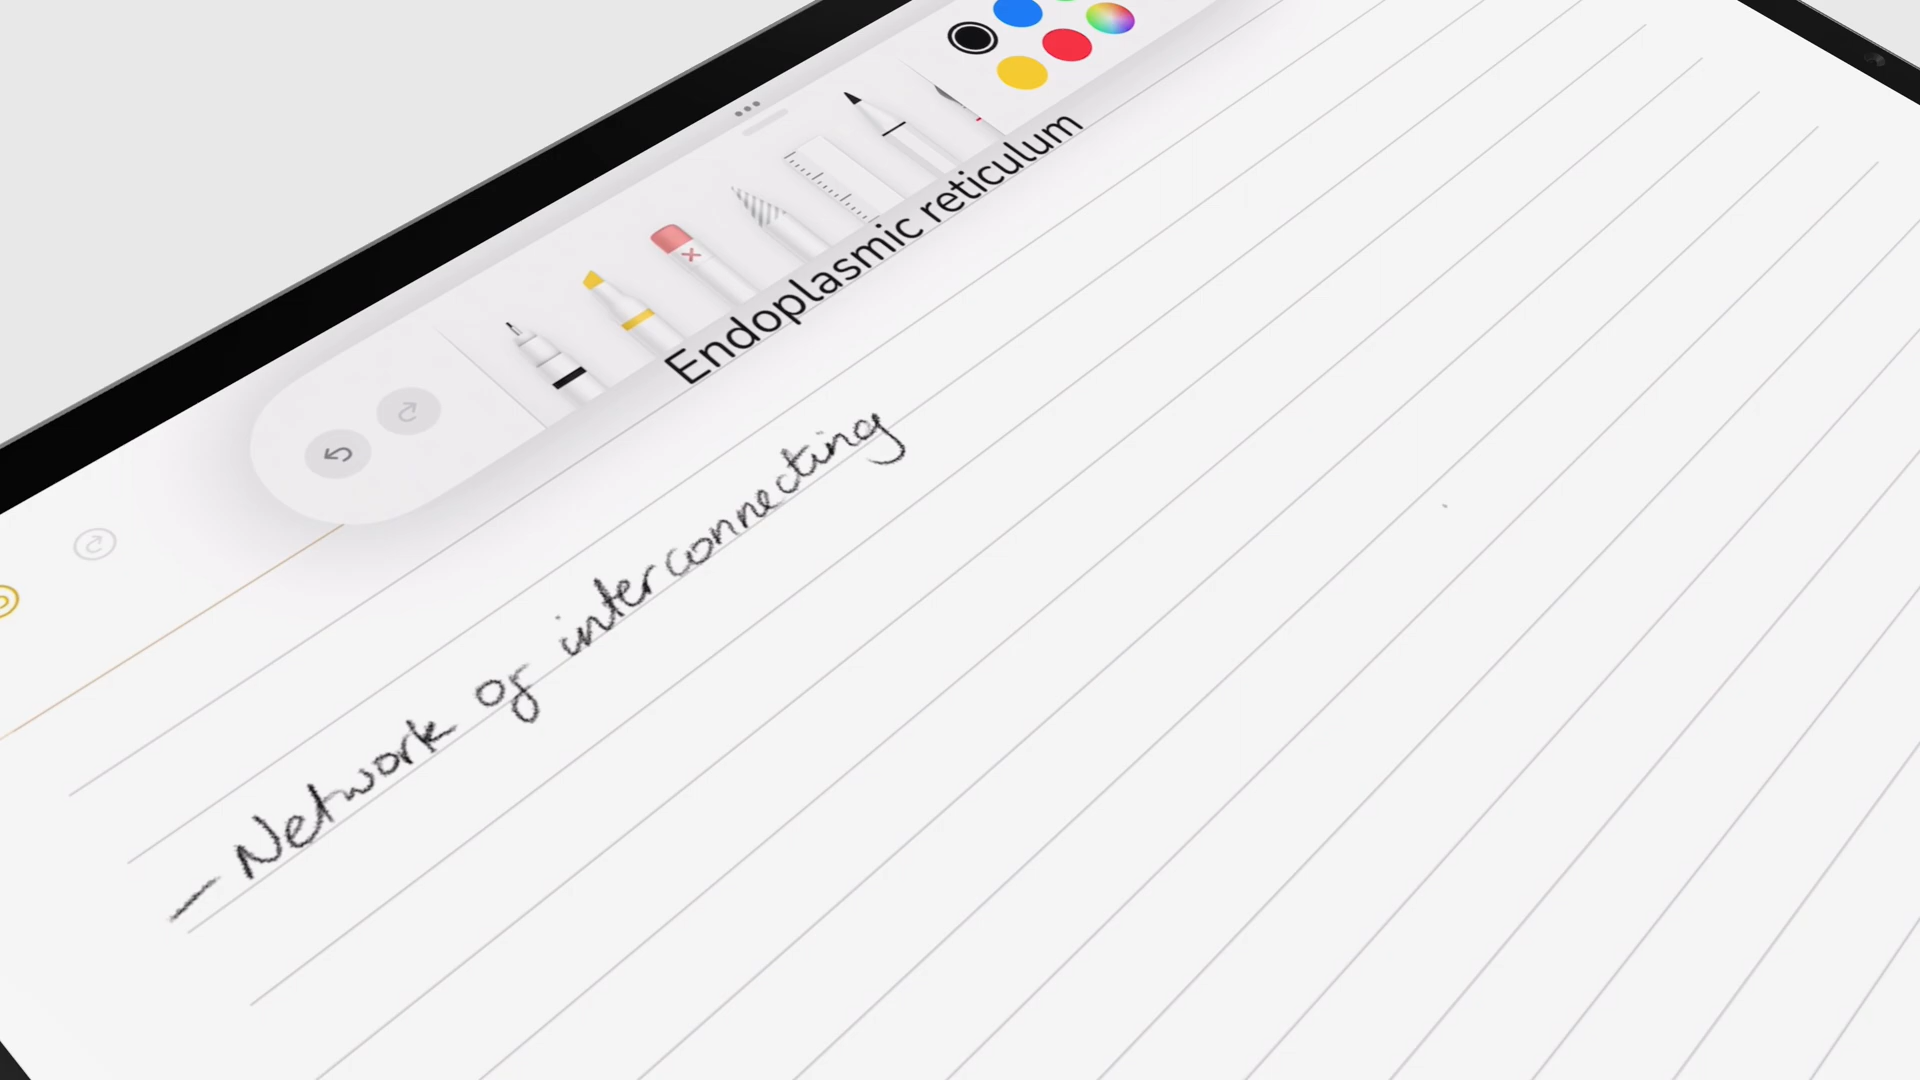 Endoplasmic reticulum
– Network of interconnecting